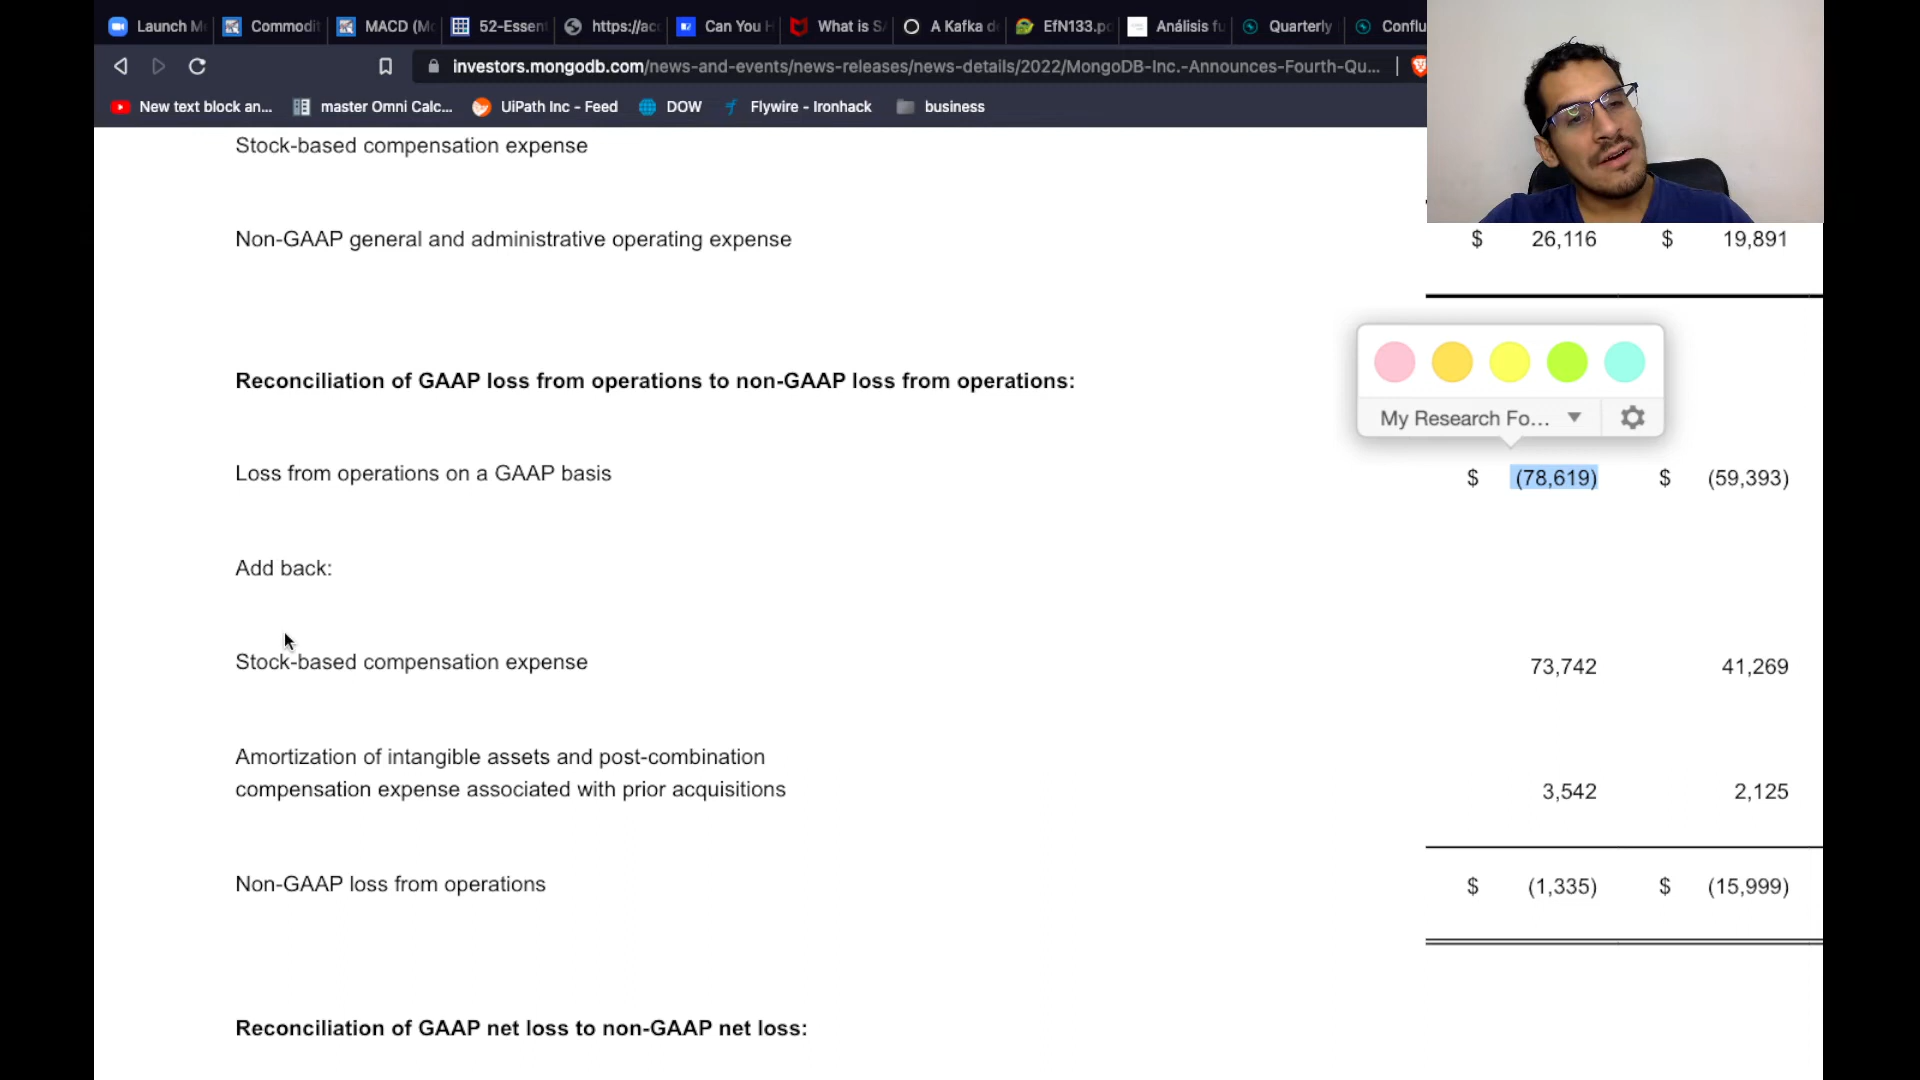 Launch M
Commodit
MACD (Mo
52-Essen
https://acc
Can You H
What is SA
A Kafka d
EfN133.po
Análisis fu
Quarterly
Conflu
investors.mongodb.com/news-and-events/news-releases/news-details/2022/MongoDB-Inc.-Announces-Fourth-Qu...
New text block an...
master Omni Calc...
UiPath Inc - Feed
DOW
Flywire - Ironhack
business
Stock-based compensation expense
Non-GAAP general and administrative operating expense $ 26,116 $ 19,891
My Research Fo...
Reconciliation of GAAP loss from operations to non-GAAP loss from operations:
Loss from operations on a GAAP basis $ (78,619) $ (59,393)
Add back:
Stock-based compensation expense 73,742 41,269
Amortization of intangible assets and post-combination
compensation expense associated with prior acquisitions 3,542 2,125
Non-GAAP loss from operations $ (1,335) $ (15,999)
Reconciliation of GAAP net loss to non-GAAP net loss: